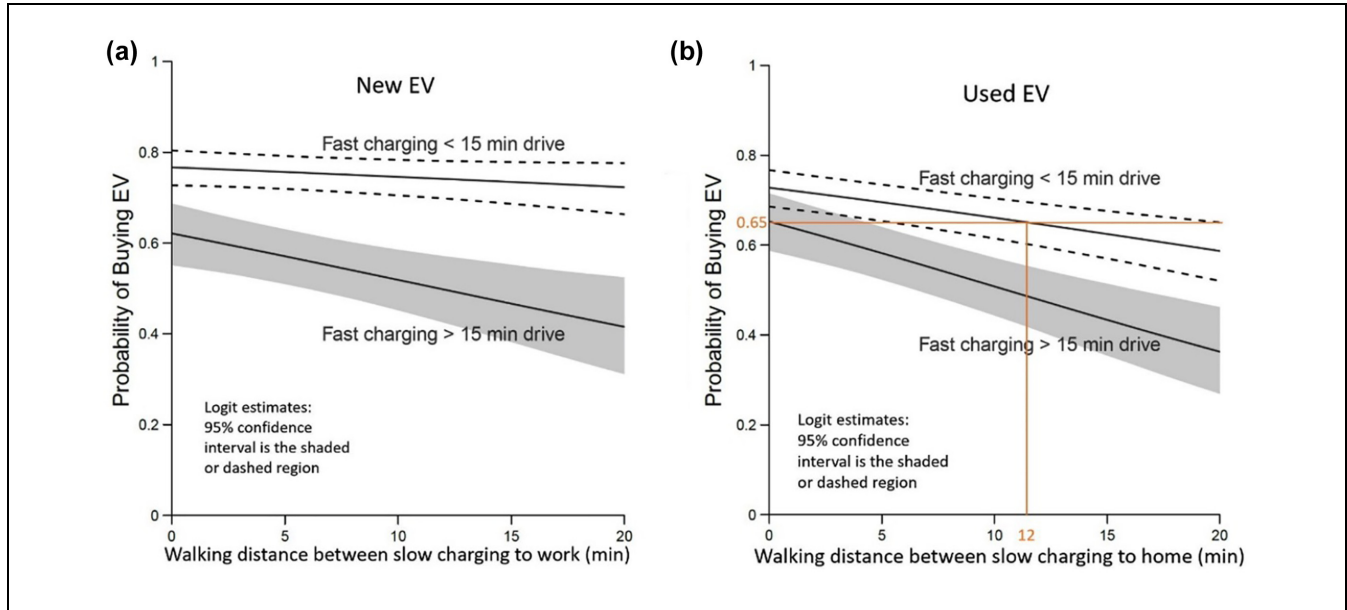 (a)
New EV
Probability of Buying EV
1
0.8
0.6
0.4
0.2
0
Fast charging < 15 min drive
Fast charging > 15 min drive
Logit estimates:
95% confidence
interval is the shaded
or dashed region
0 5 10 15 20
Walking distance between slow charging to work (min)
(b)
Used EV
Probability of Buying EV
1
0.8
0.65
0.6
0.4
0.2
0
Fast charging < 15 min drive
Fast charging > 15 min drive
Logit estimates:
95% confidence
interval is the shaded
or dashed region
0 5 10 12 15 20
Walking distance between slow charging to home (min)